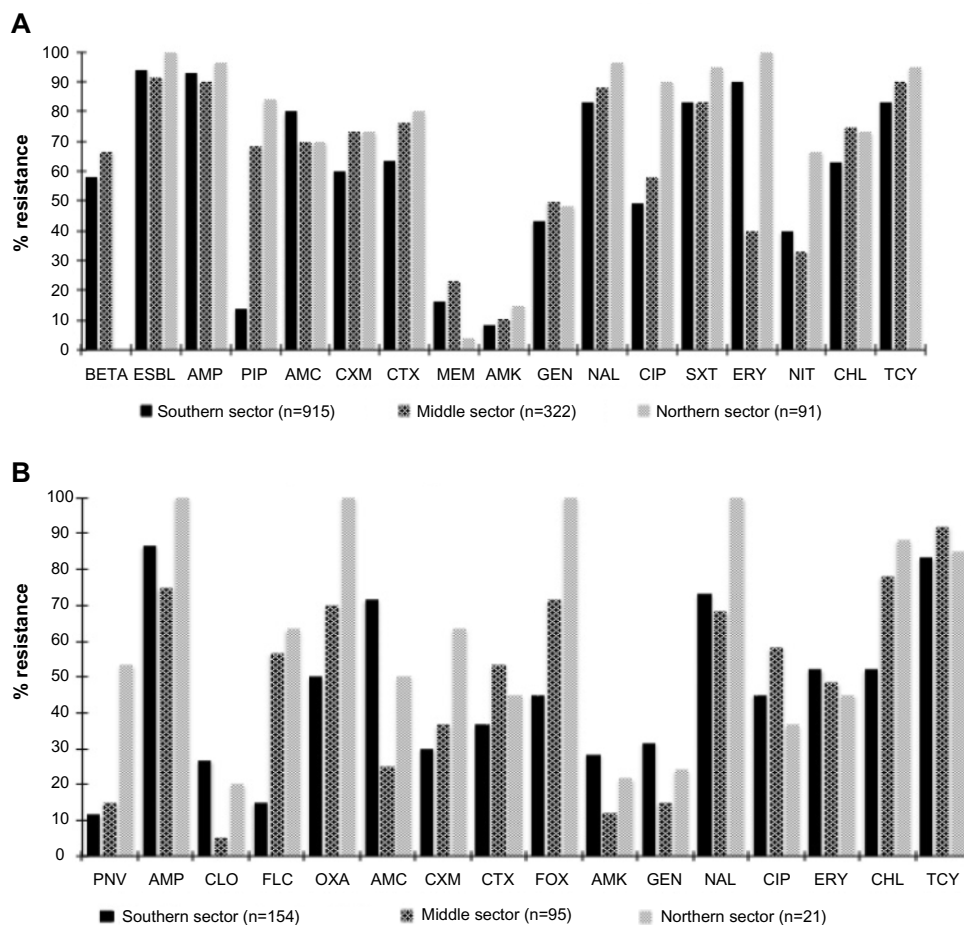 A
% resistance
100
90
80
70
60
50
40
30
20
10
0
BETA ESBL AMP PIP AMC CXM CTX MEM AMK GEN NAL CIP SXT ERY NIT CHL TCY
Southern sector (n=915) Middle sector (n=322) Northern sector (n=91)
B
% resistance
100
90
80
70
60
50
40
30
20
10
0
PNV AMP CLO FLC OXA AMC CXM CTX FOX AMK GEN NAL CIP ERY CHL TCY
Southern sector (n=154) Middle sector (n=95) Northern sector (n=21)